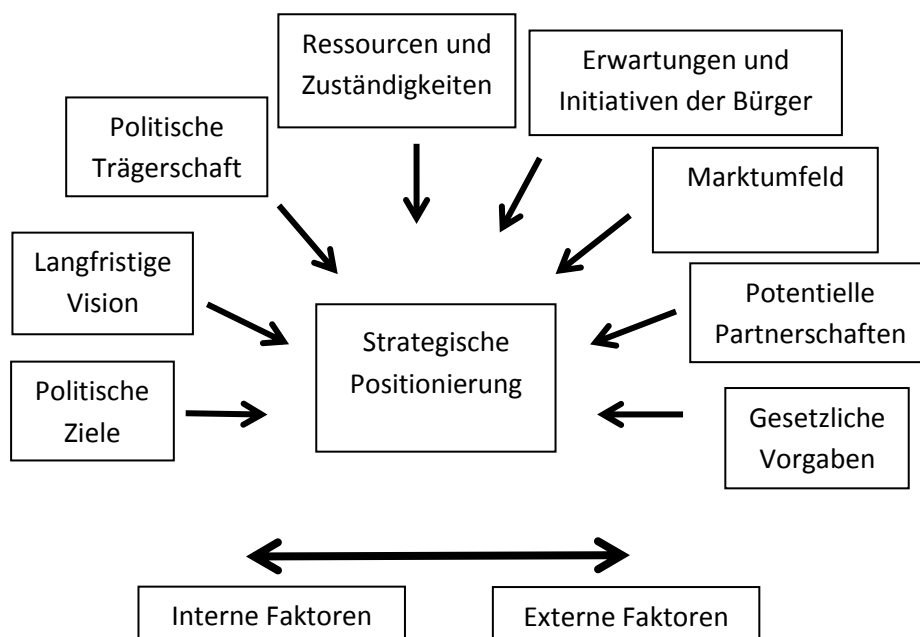 Ressourcen und
Zuständigkeiten
Erwartungen und
Initiativen der Bürger
Politische
Trägerschaft
Marktumfeld
Langfristige
Vision
Potentielle
Partnerschaften
Strategische
Positionierung
Politische
Ziele
Gesetzliche
Vorgaben
Interne Faktoren
Externe Faktoren